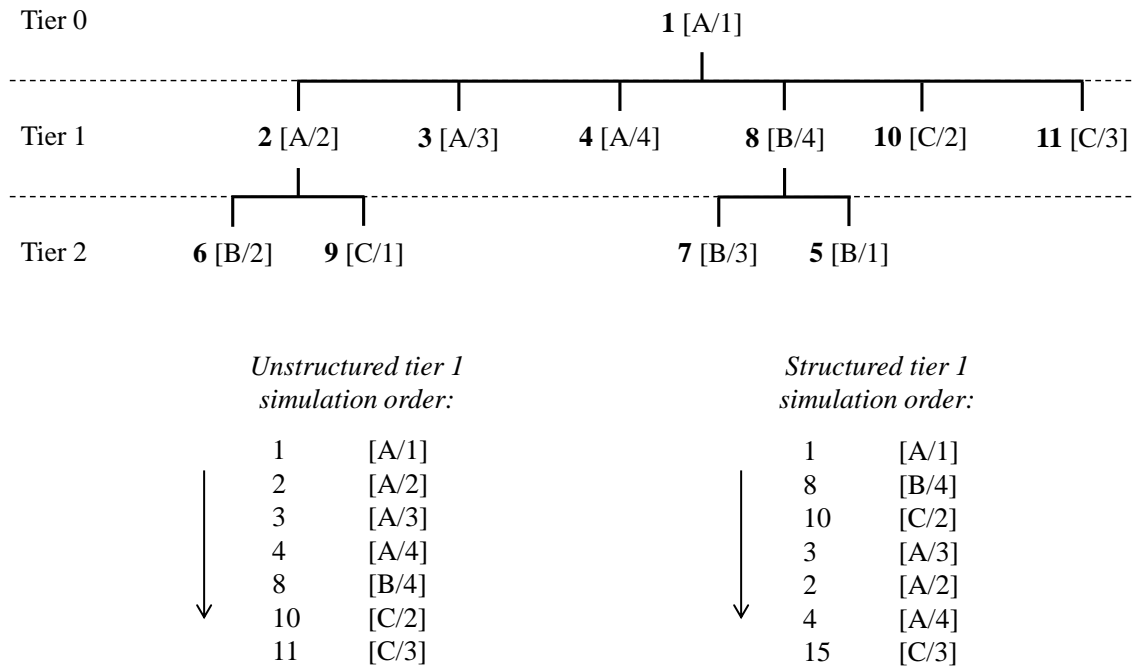 Tier 0
1 [A/1]
Tier 1
2 [A/2] 3 [A/3] 4 [A/4] 8 [B/4] 10 [C/2] 11 [C/3]
Tier 2
6 [B/2] 9 [C/1] 7 [B/3] 5 [B/1]
Unstructured tier 1
simulation order:
1 [A/1]
2 [A/2]
3 [A/3]
4 [A/4]
8 [B/4]
10 [C/2]
11 [C/3]
Structured tier 1
simulation order:
1 [A/1]
8 [B/4]
10 [C/2]
3 [A/3]
2 [A/2]
4 [A/4]
15 [C/3]